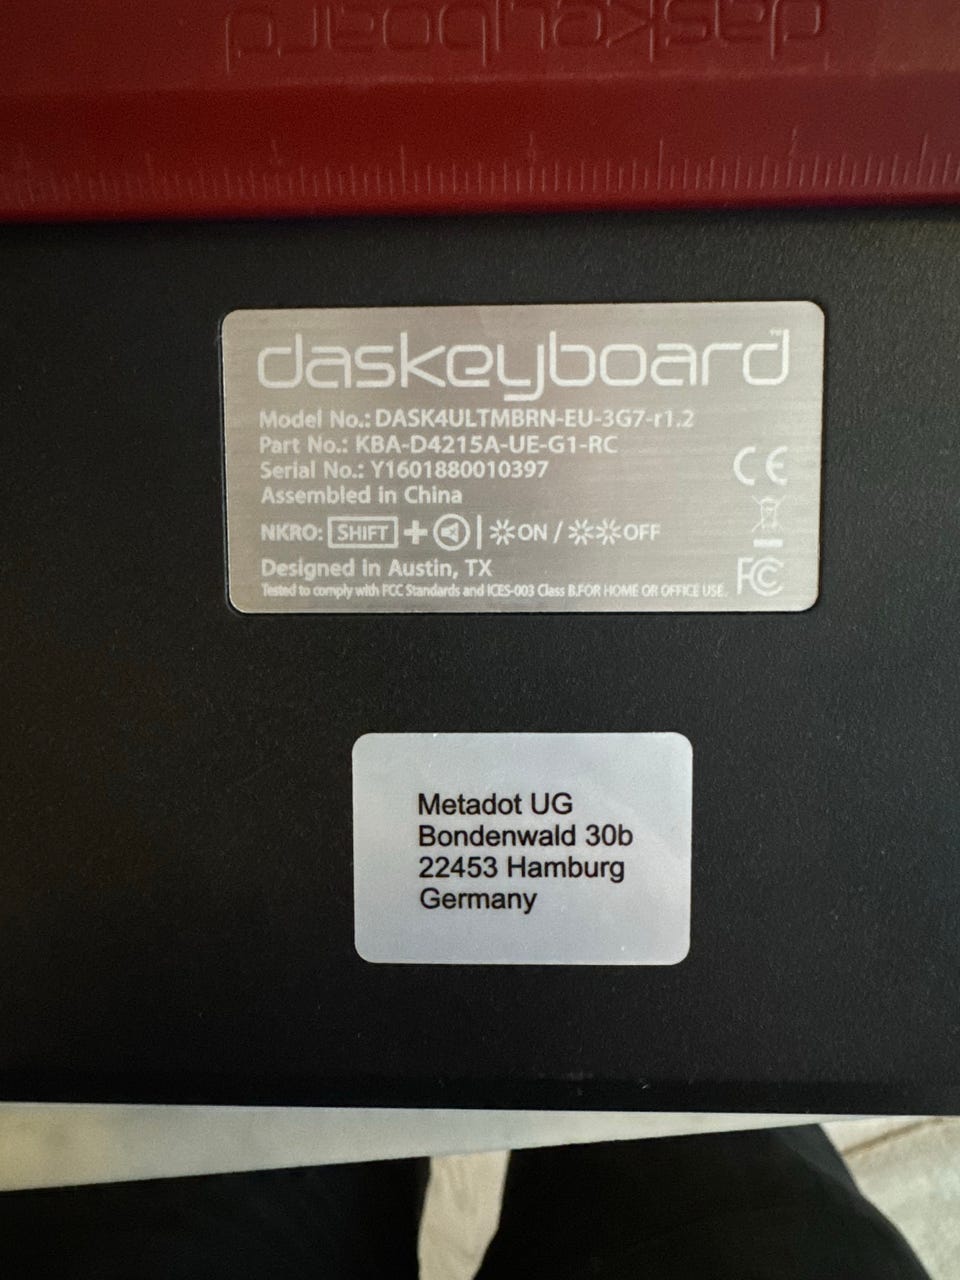 daskeyboard
daskeyboard™
Model No.: DASK4ULTMBRN-EU-3G7-r1.2
Part No.: KBA-D4215A-UE-G1-RC
Serial No.: Y1601880010397
Assembled in China
CE
NKRO: SHIFT + | ON / OFF
Designed in Austin, TX
Tested to comply with FCC Standards and ICES-003 Class B.FOR HOME OR OFFICE USE.
FC
Metadot UG
Bondenwald 30b
22453 Hamburg
Germany